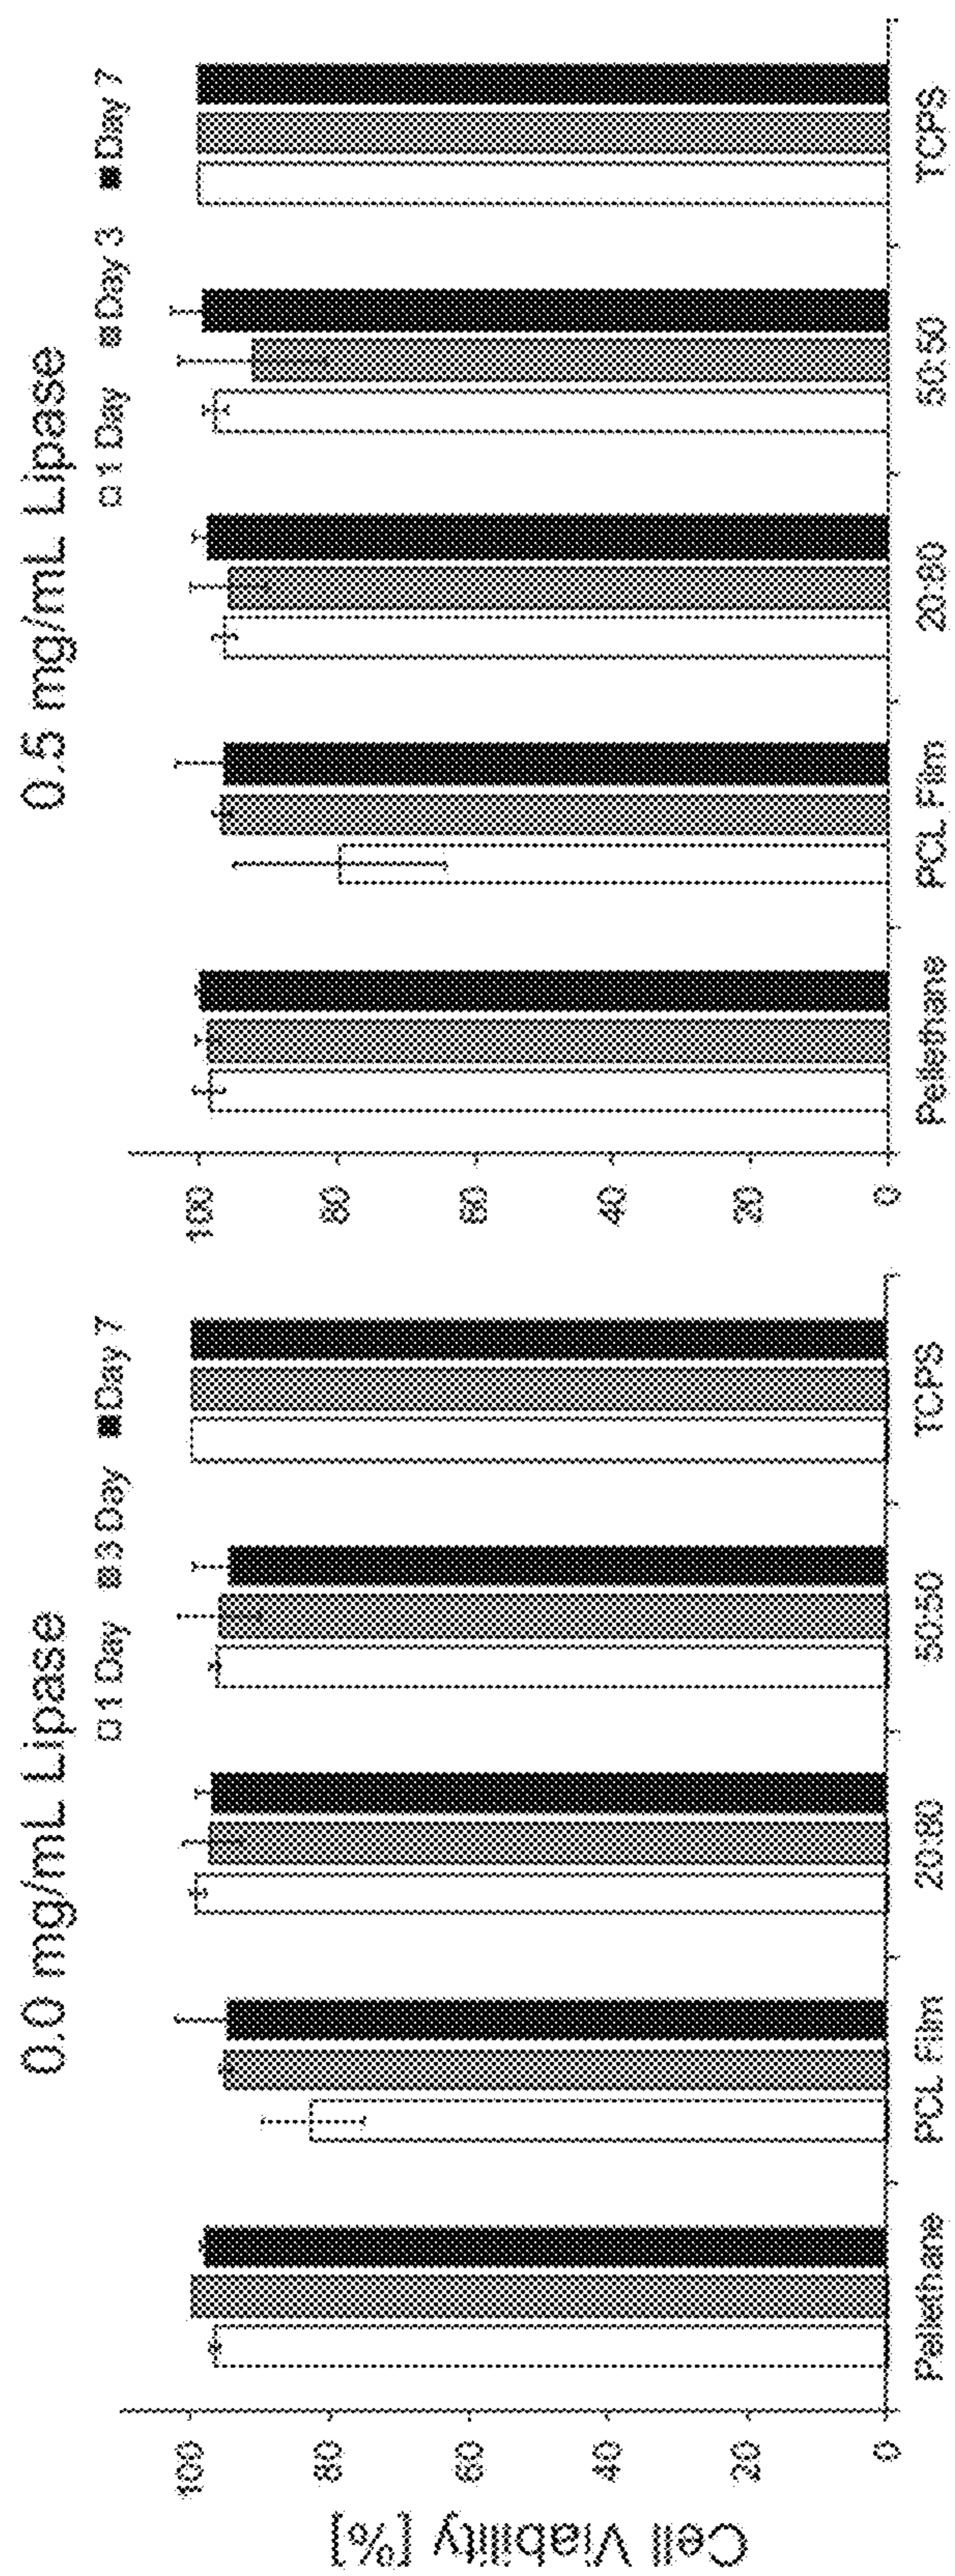 0.0 mg/mL Lipase
1 Day 3 Day Day 7
Cell Viability [%]
100
80
60
40
20
0
Pellethane PCL Film 20:80 50:50 TCPS
0.5 mg/mL Lipase
1 Day Day 3 Day 7
100
80
60
40
20
0
Pellethane PCL Film 20:80 50:50 TCPS